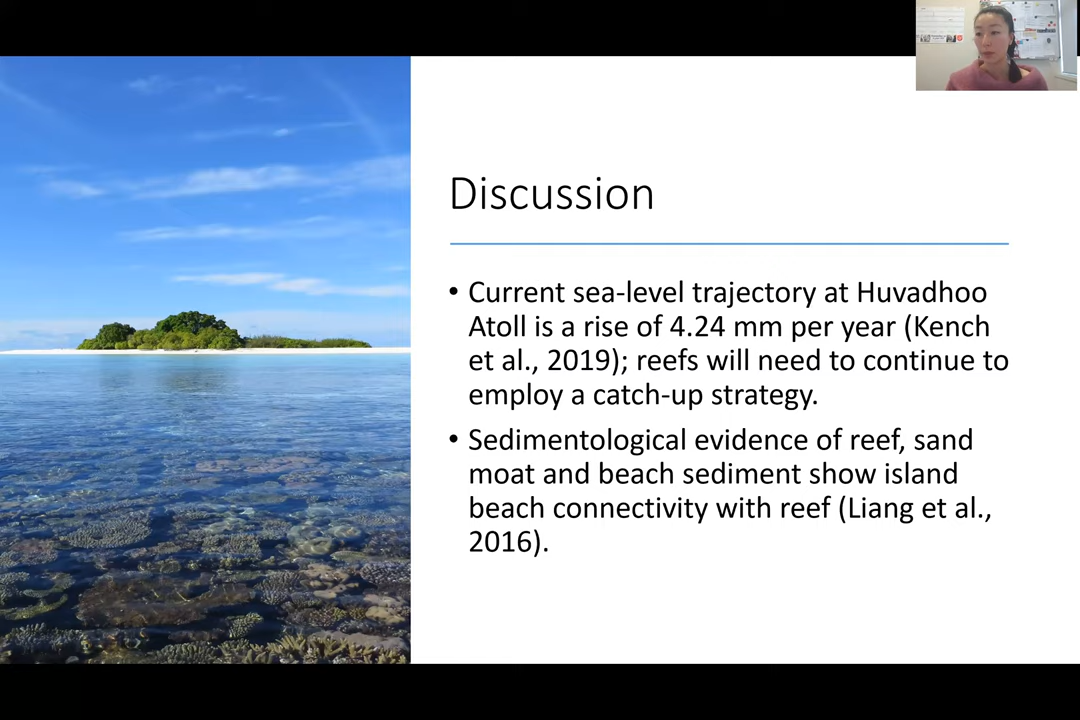 Discussion
• Current sea-level trajectory at Huvadhoo
Atoll is a rise of 4.24 mm per year (Kench
et al., 2019); reefs will need to continue to
employ a catch-up strategy.
• Sedimentological evidence of reef, sand
moat and beach sediment show island
beach connectivity with reef (Liang et al.,
2016).